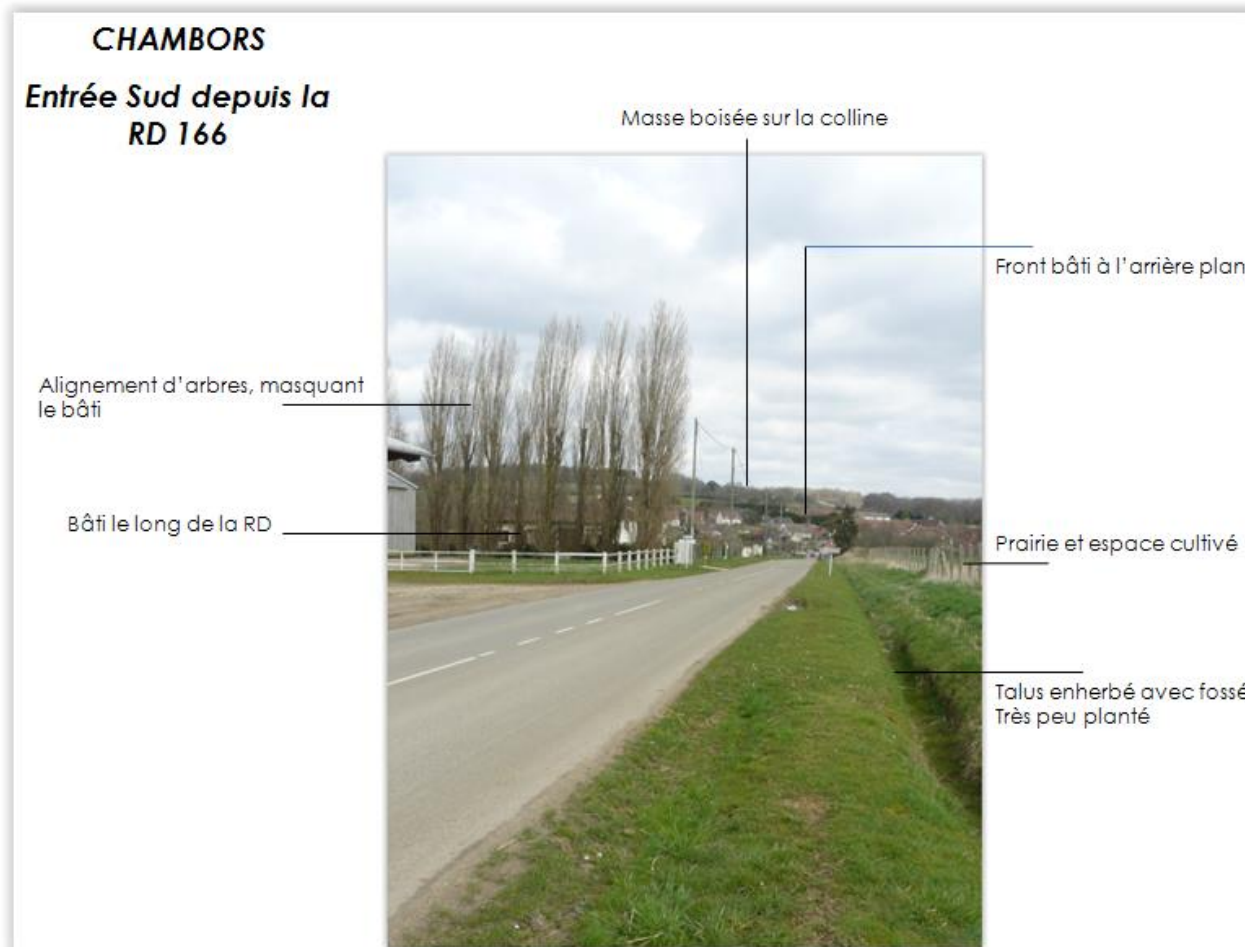 CHAMBORS
Entrée Sud depuis la
RD 166
Masse boisée sur la colline
Front bâti à l'arrière plan
Alignement d'arbres, masquant
le bâti
Bâti le long de la RD
Prairie et espace cultivé
Talus enherbé avec fossé
Très peu planté